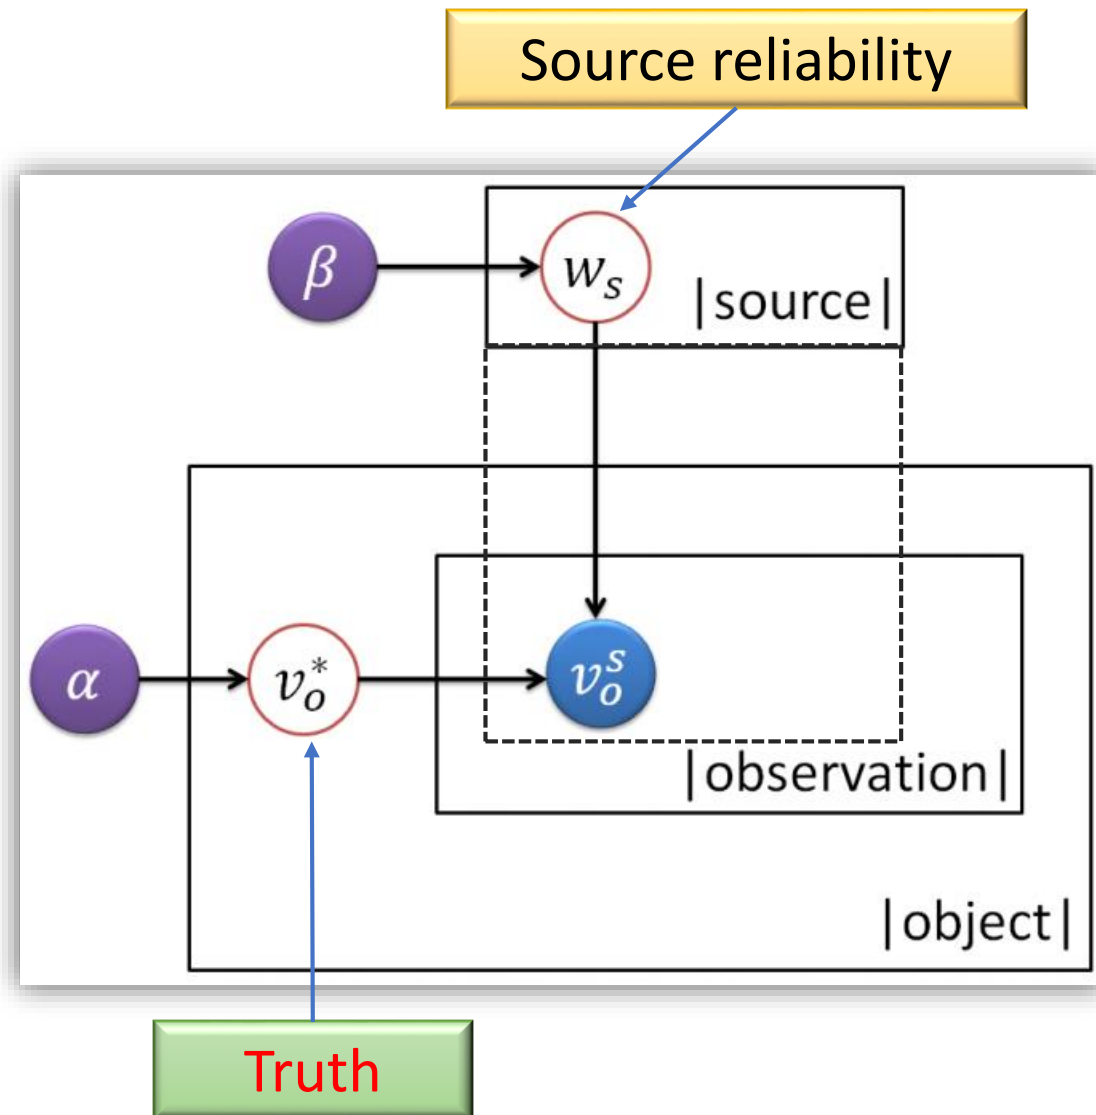 Source reliability
β
w_s
|source|
α
v_o^*
v_o^s
|observation|
|object|
Truth